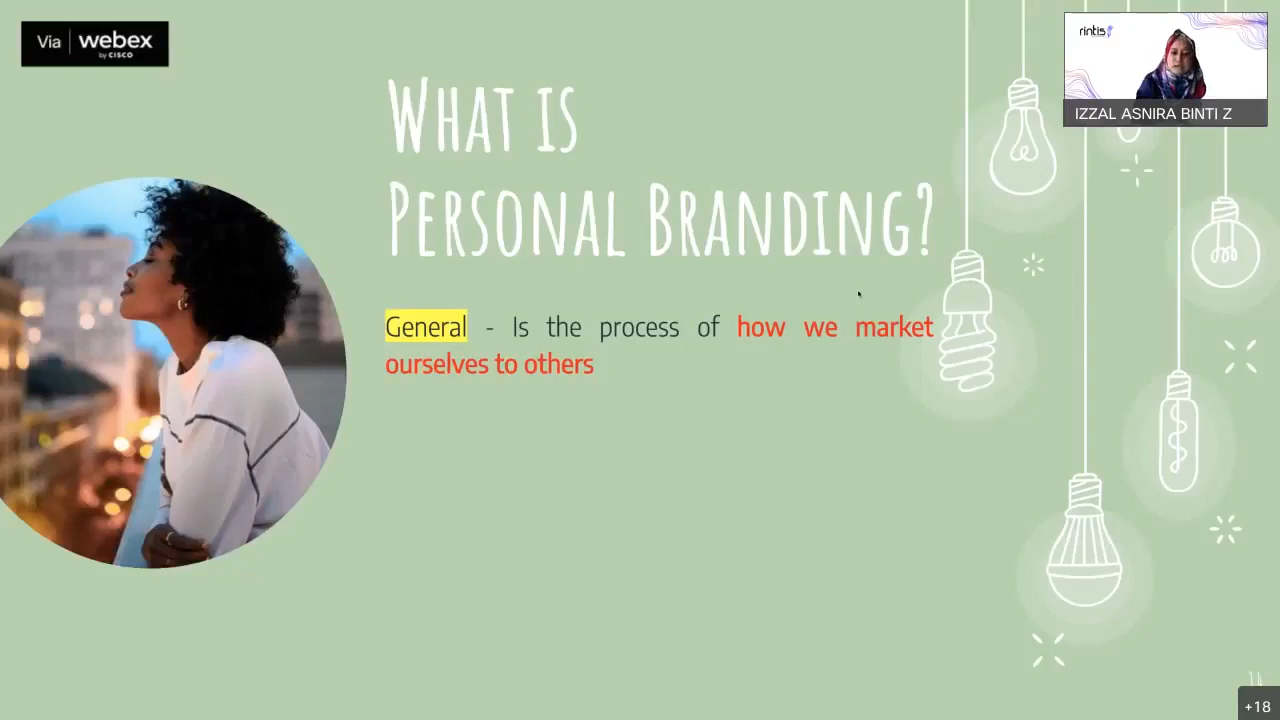 Via webex
by CISCO
rintis
IZZAL ASNIRA BINTI Z
WHAT IS
PERSONAL BRANDING?
General - Is the process of how we market
ourselves to others
+18